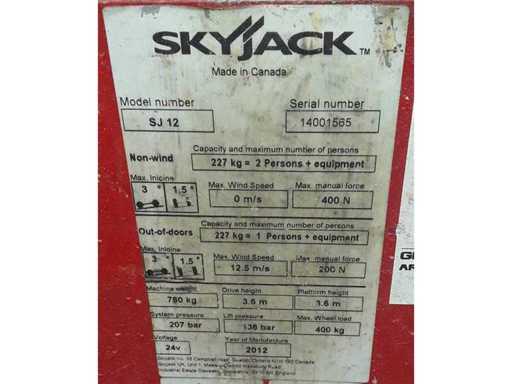 SKYJACK TM
Made in Canada
Model number Serial number
SJ 12 14001565
Capacity and maximum number of persons
Non-wind 227 kg = 2 Persons + equipment
Max. Incline Max. Wind Speed Max. manual force
3 ° 1.5 ° 0 m/s 400 N
Capacity and maximum number of persons
Out-of-doors 227 kg = 1 Persons + equipment
Max. Incline Max. Wind Speed Max. manual force
3 ° 1.5 ° 12.5 m/s 200 N
Machine weight Drive height Platform height
780 kg 3.6 m 3.6 m
System pressure Lift pressure Max. Wheel load
207 bar 138 bar 400 kg
Voltage Year of Manufacture
24v 2012